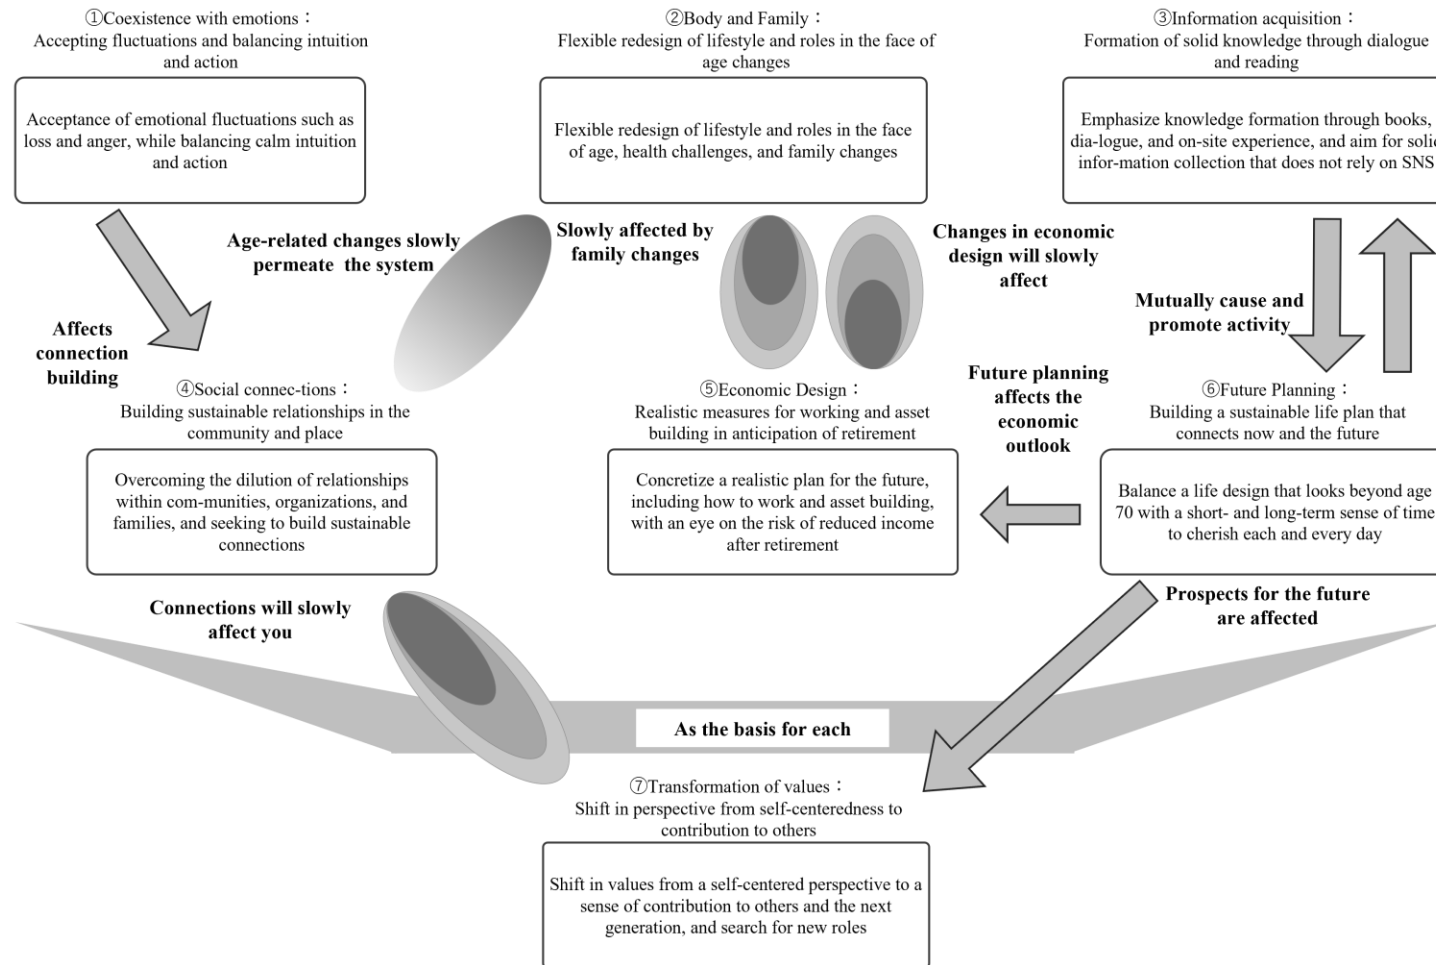 ①Coexistence with emotions：
Accepting fluctuations and balancing intuition
and action
Acceptance of emotional fluctuations such as
loss and anger, while balancing calm intuition
and action
②Body and Family：
Flexible redesign of lifestyle and roles in the face of
age changes
Flexible redesign of lifestyle and roles in the face
of age, health challenges, and family changes
③Information acquisition：
Formation of solid knowledge through dialogue
and reading
Emphasize knowledge formation through books,
dia-logue, and on-site experience, and aim for solid
infor-mation collection that does not rely on SNS
Age-related changes slowly
permeate the system
Slowly affected by
family changes
Changes in economic
design will slowly
affect
Mutually cause and
promote activity
Affects
connection
building
④Social connec-tions：
Building sustainable relationships in the
community and place
Overcoming the dilution of relationships
within com-munities, organizations, and
families, and seeking to build sustainable
connections
⑤Economic Design：
Realistic measures for working and asset
building in anticipation of retirement
Concretize a realistic plan for the future,
including how to work and asset building,
with an eye on the risk of reduced income
after retirement
Future planning
affects the
economic
outlook
⑥Future Planning：
Building a sustainable life plan that
connects now and the future
Balance a life design that looks beyond age
70 with a short- and long-term sense of time
to cherish each and every day
Connections will slowly
affect you
Prospects for the future
are affected
As the basis for each
⑦Transformation of values：
Shift in perspective from self-centeredness to
contribution to others
Shift in values from a self-centered perspective to a
sense of contribution to others and the next
generation, and search for new roles